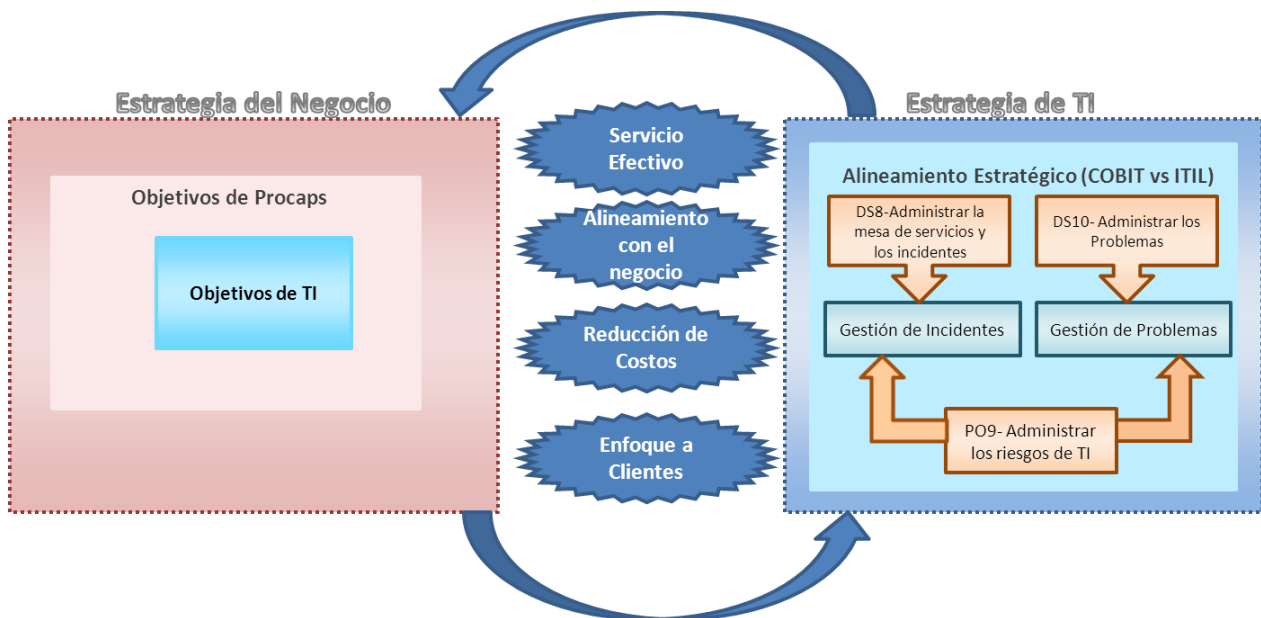 Estrategia del Negocio
Objetivos de Procaps
Objetivos de TI
Servicio
Efectivo
Alineamiento
con el
negocio
Reducción de
Costos
Enfoque a
Clientes
Estrategia de TI
Alineamiento Estratégico (COBIT vs ITIL)
DS8-Administrar la
mesa de servicios y
los incidentes
DS10- Administrar los
Problemas
Gestión de Incidentes
Gestión de Problemas
PO9- Administrar
los riesgos de TI